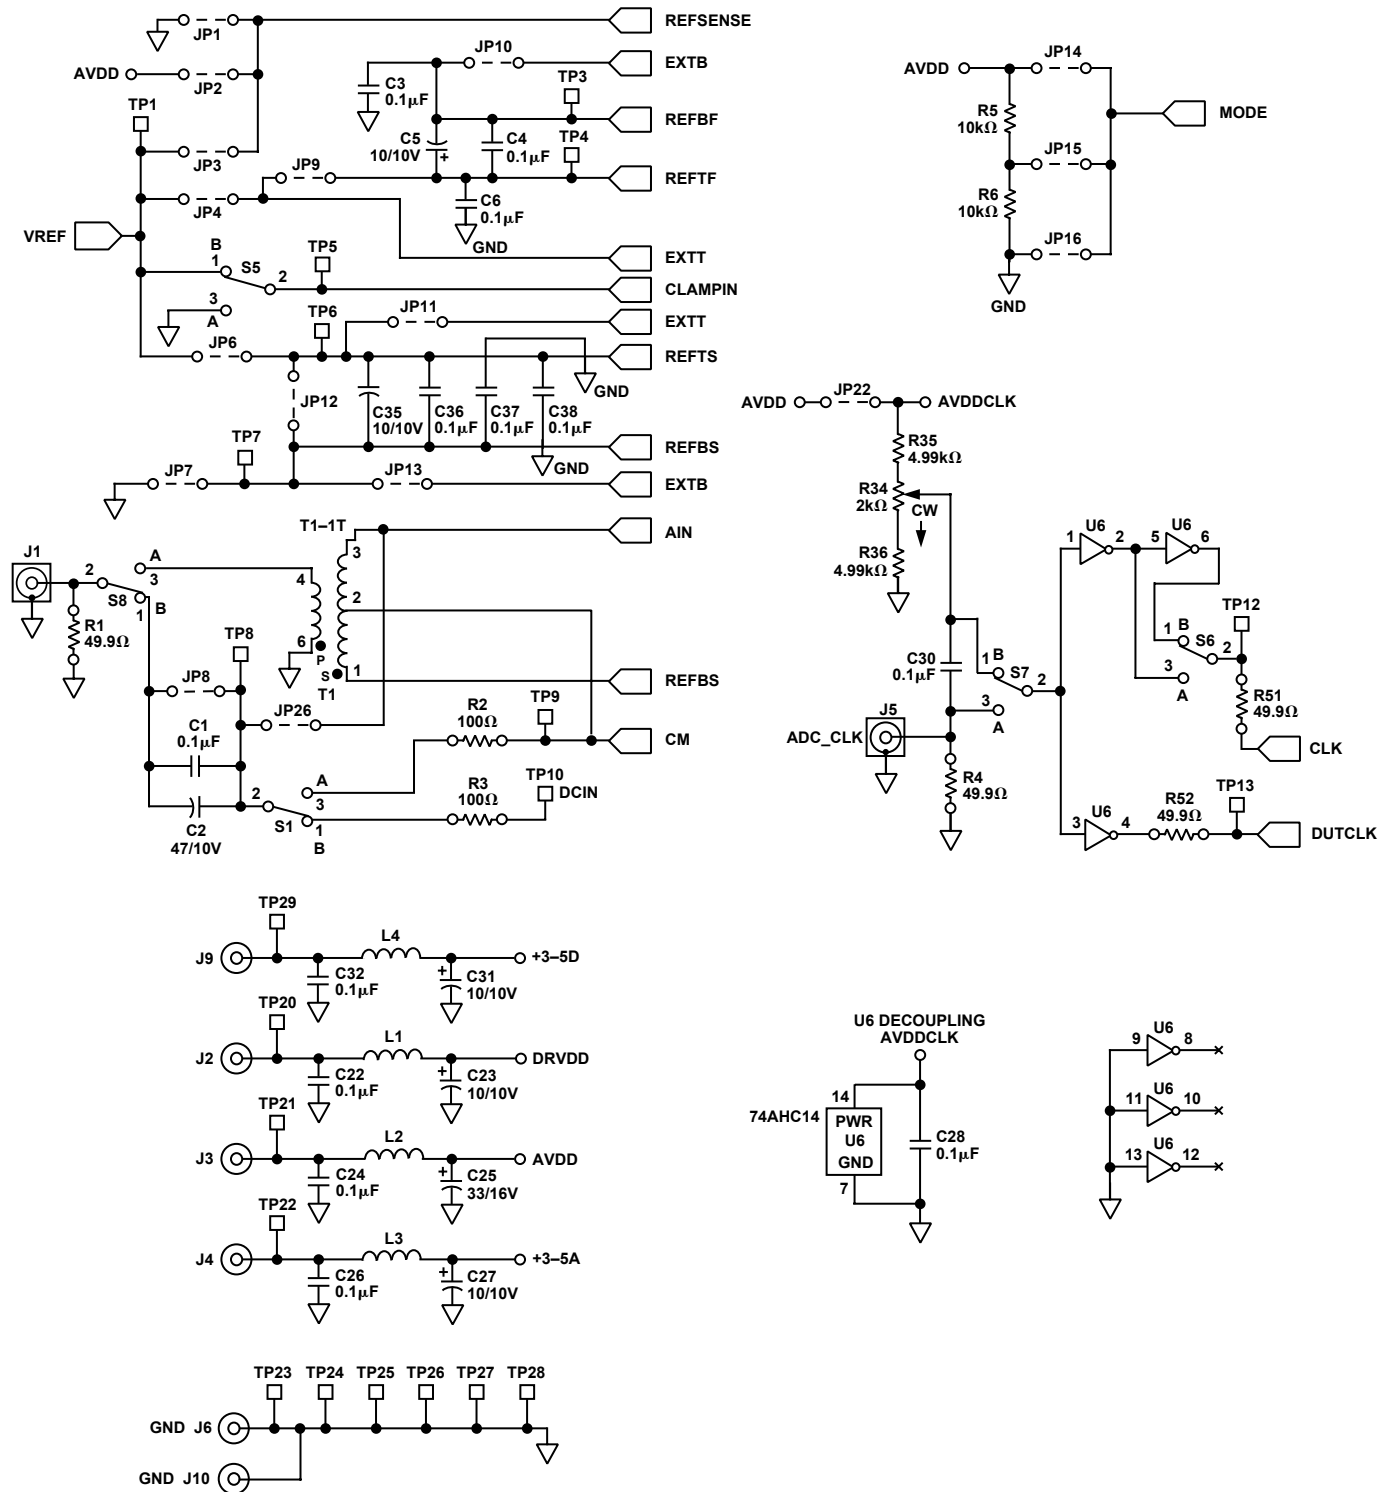 JP1
REFSENSE
AVDD
JP2
TP1
JP3
JP10
EXTB
C3
0.1μF
TP3
REFBF
C5
10/10V
+
C4
0.1μF
TP4
JP9
REFTF
JP4
C6
0.1μF
GND
VREF
EXTT
B
1
S5
2
TP5
CLAMPIN
3
A
TP6
JP11
EXTT
JP6
REFTS
GND
JP12
C35
10/10V
C36
0.1μF
C37
0.1μF
C38
0.1μF
TP7
REFBS
GND
JP7
JP13
EXTB
AVDD
JP14
R5
10kΩ
MODE
JP15
R6
10kΩ
JP16
GND
T1–1T
AIN
J1
A
2
3
S8
B
1
R1
49.9Ω
4
3
2
6
P
S
1
T1
TP8
REFBS
JP8
JP26
C1
0.1μF
R2
100Ω
TP9
CM
A
2
3
S1
1
B
R3
100Ω
TP10
DCIN
C2
47/10V
AVDD
JP22
AVDDCLK
R35
4.99kΩ
R34
2kΩ
CW
R36
4.99kΩ
U6
1
2
U6
5
6
TP12
1
B
S6
2
3
A
C30
0.1μF
1
B
S7
2
3
A
R51
49.9Ω
CLK
J5
ADC_CLK
R4
49.9Ω
U6
3
4
R52
49.9Ω
TP13
DUTCLK
TP29
J9
L4
+3–5D
C32
0.1μF
+
C31
10/10V
TP20
J2
L1
DRVDD
C22
0.1μF
+
C23
10/10V
TP21
J3
L2
AVDD
C24
0.1μF
+
C25
33/16V
TP22
J4
L3
+3–5A
C26
0.1μF
+
C27
10/10V
U6 DECOUPLING
AVDDCLK
14
74AHC14
PWR
U6
GND
7
C28
0.1μF
U6
9
8
U6
11
10
U6
13
12
TP23
TP24
TP25
TP26
TP27
TP28
GND J6
GND J10